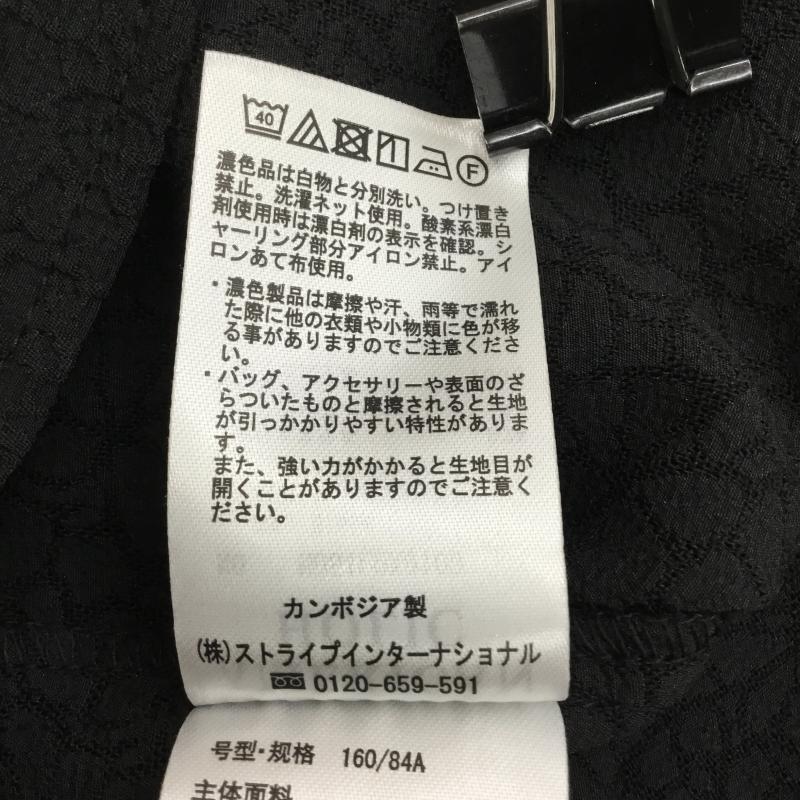 40
F
濃色品は白物と分別洗い。つけ置き
禁止。洗濯ネット使用。酸素系漂白
剤使用時は漂白剤の表示を確認。シ
ャーリング部分アイロン禁止。アイ
ロンあて布使用。
・濃色製品は摩擦や汗、雨等で濡れ
た際に他の衣類や小物類に色が移
る事がありますのでご注意くださ
い。
・バッグ、アクセサリーや表面のざ
らついたものと摩擦されると生地
が引っかかりやすい特性がありま
す。
また、強い力がかかると生地目が
開くことがありますのでご注意く
ださい。
カンボジア製
(株)ストライプインターナショナル
0120-659-591
号型·规格 160/84A
主体面料